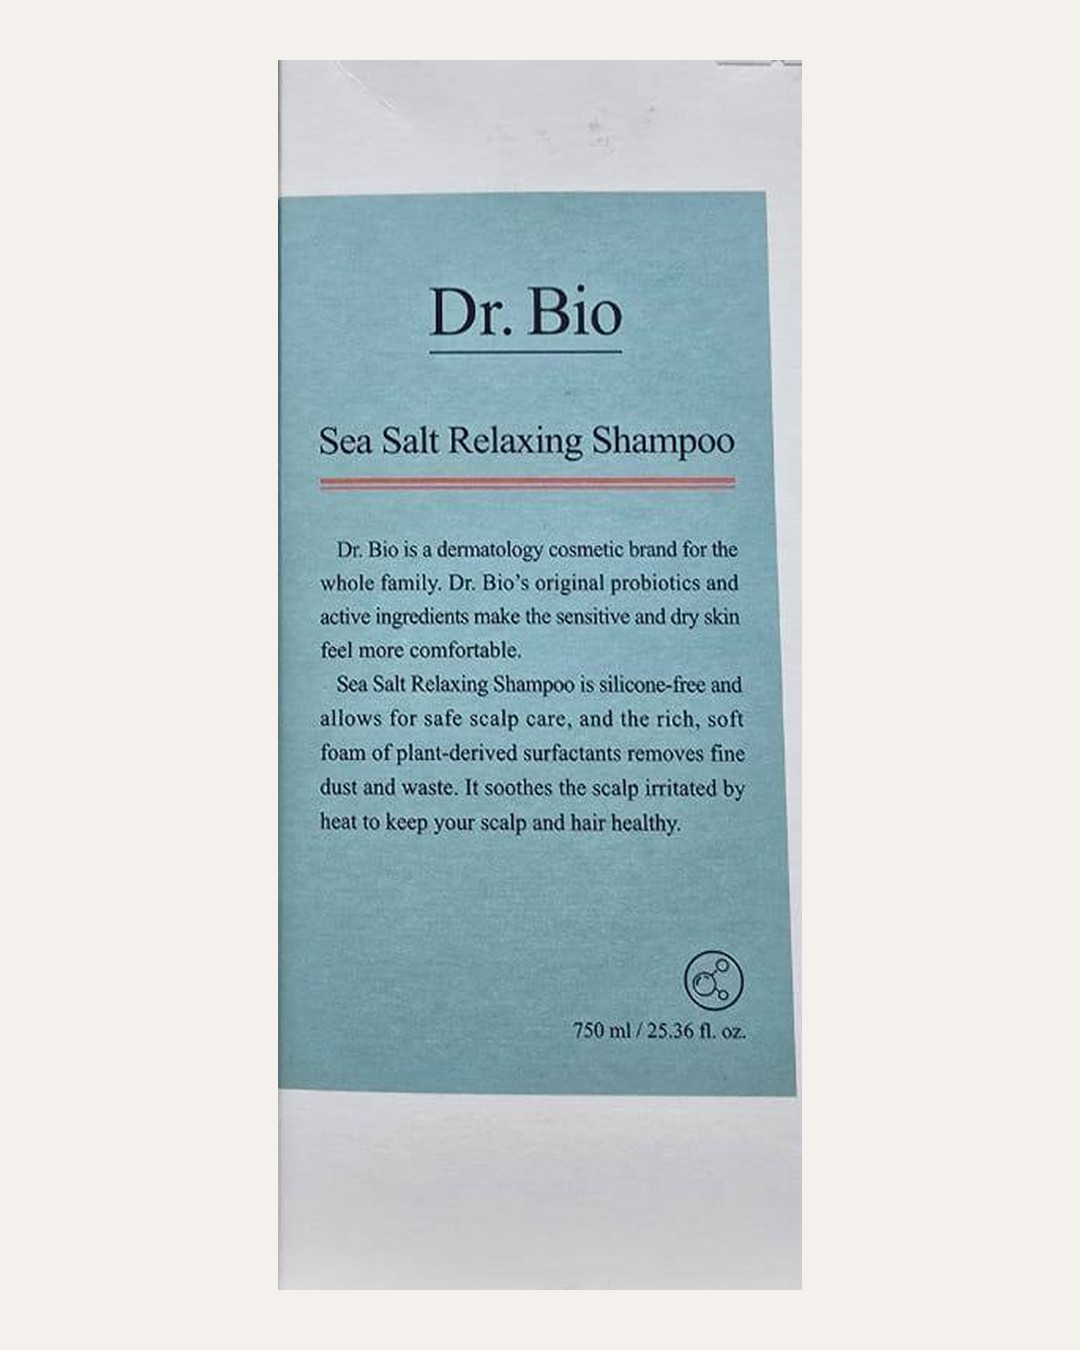 Dr. Bio
Sea Salt Relaxing Shampoo
Dr. Bio is a dermatology cosmetic brand for the
whole family. Dr. Bio's original probiotics and
active ingredients make the sensitive and dry skin
feel more comfortable.
Sea Salt Relaxing Shampoo is silicone-free and
allows for safe scalp care, and the rich, soft
foam of plant-derived surfactants removes fine
dust and waste. It soothes the scalp irritated by
heat to keep your scalp and hair healthy.
750 ml / 25.36 fl. oz.